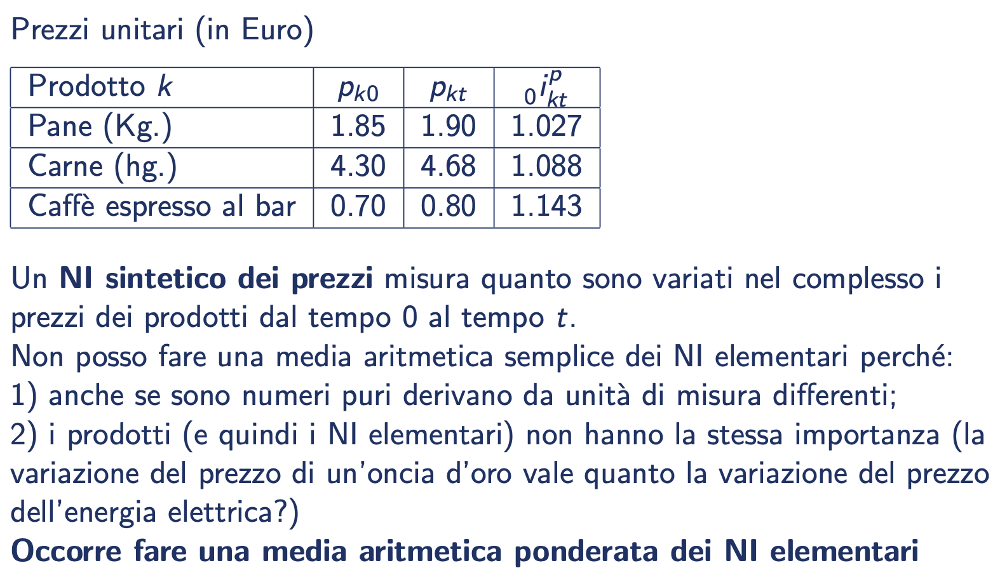 Prezzi unitari (in Euro)
Prodotto k p_{k0} p_{kt} _{0}i^{p}_{kt}
Pane (Kg.) 1.85 1.90 1.027
Carne (hg.) 4.30 4.68 1.088
Caffè espresso al bar 0.70 0.80 1.143
Un NI sintetico dei prezzi misura quanto sono variati nel complesso i
prezzi dei prodotti dal tempo 0 al tempo t.
Non posso fare una media aritmetica semplice dei NI elementari perché:
1) anche se sono numeri puri derivano da unità di misura differenti;
2) i prodotti (e quindi i NI elementari) non hanno la stessa importanza (la
variazione del prezzo di un'oncia d'oro vale quanto la variazione del prezzo
dell'energia elettrica?)
Occorre fare una media aritmetica ponderata dei NI elementari